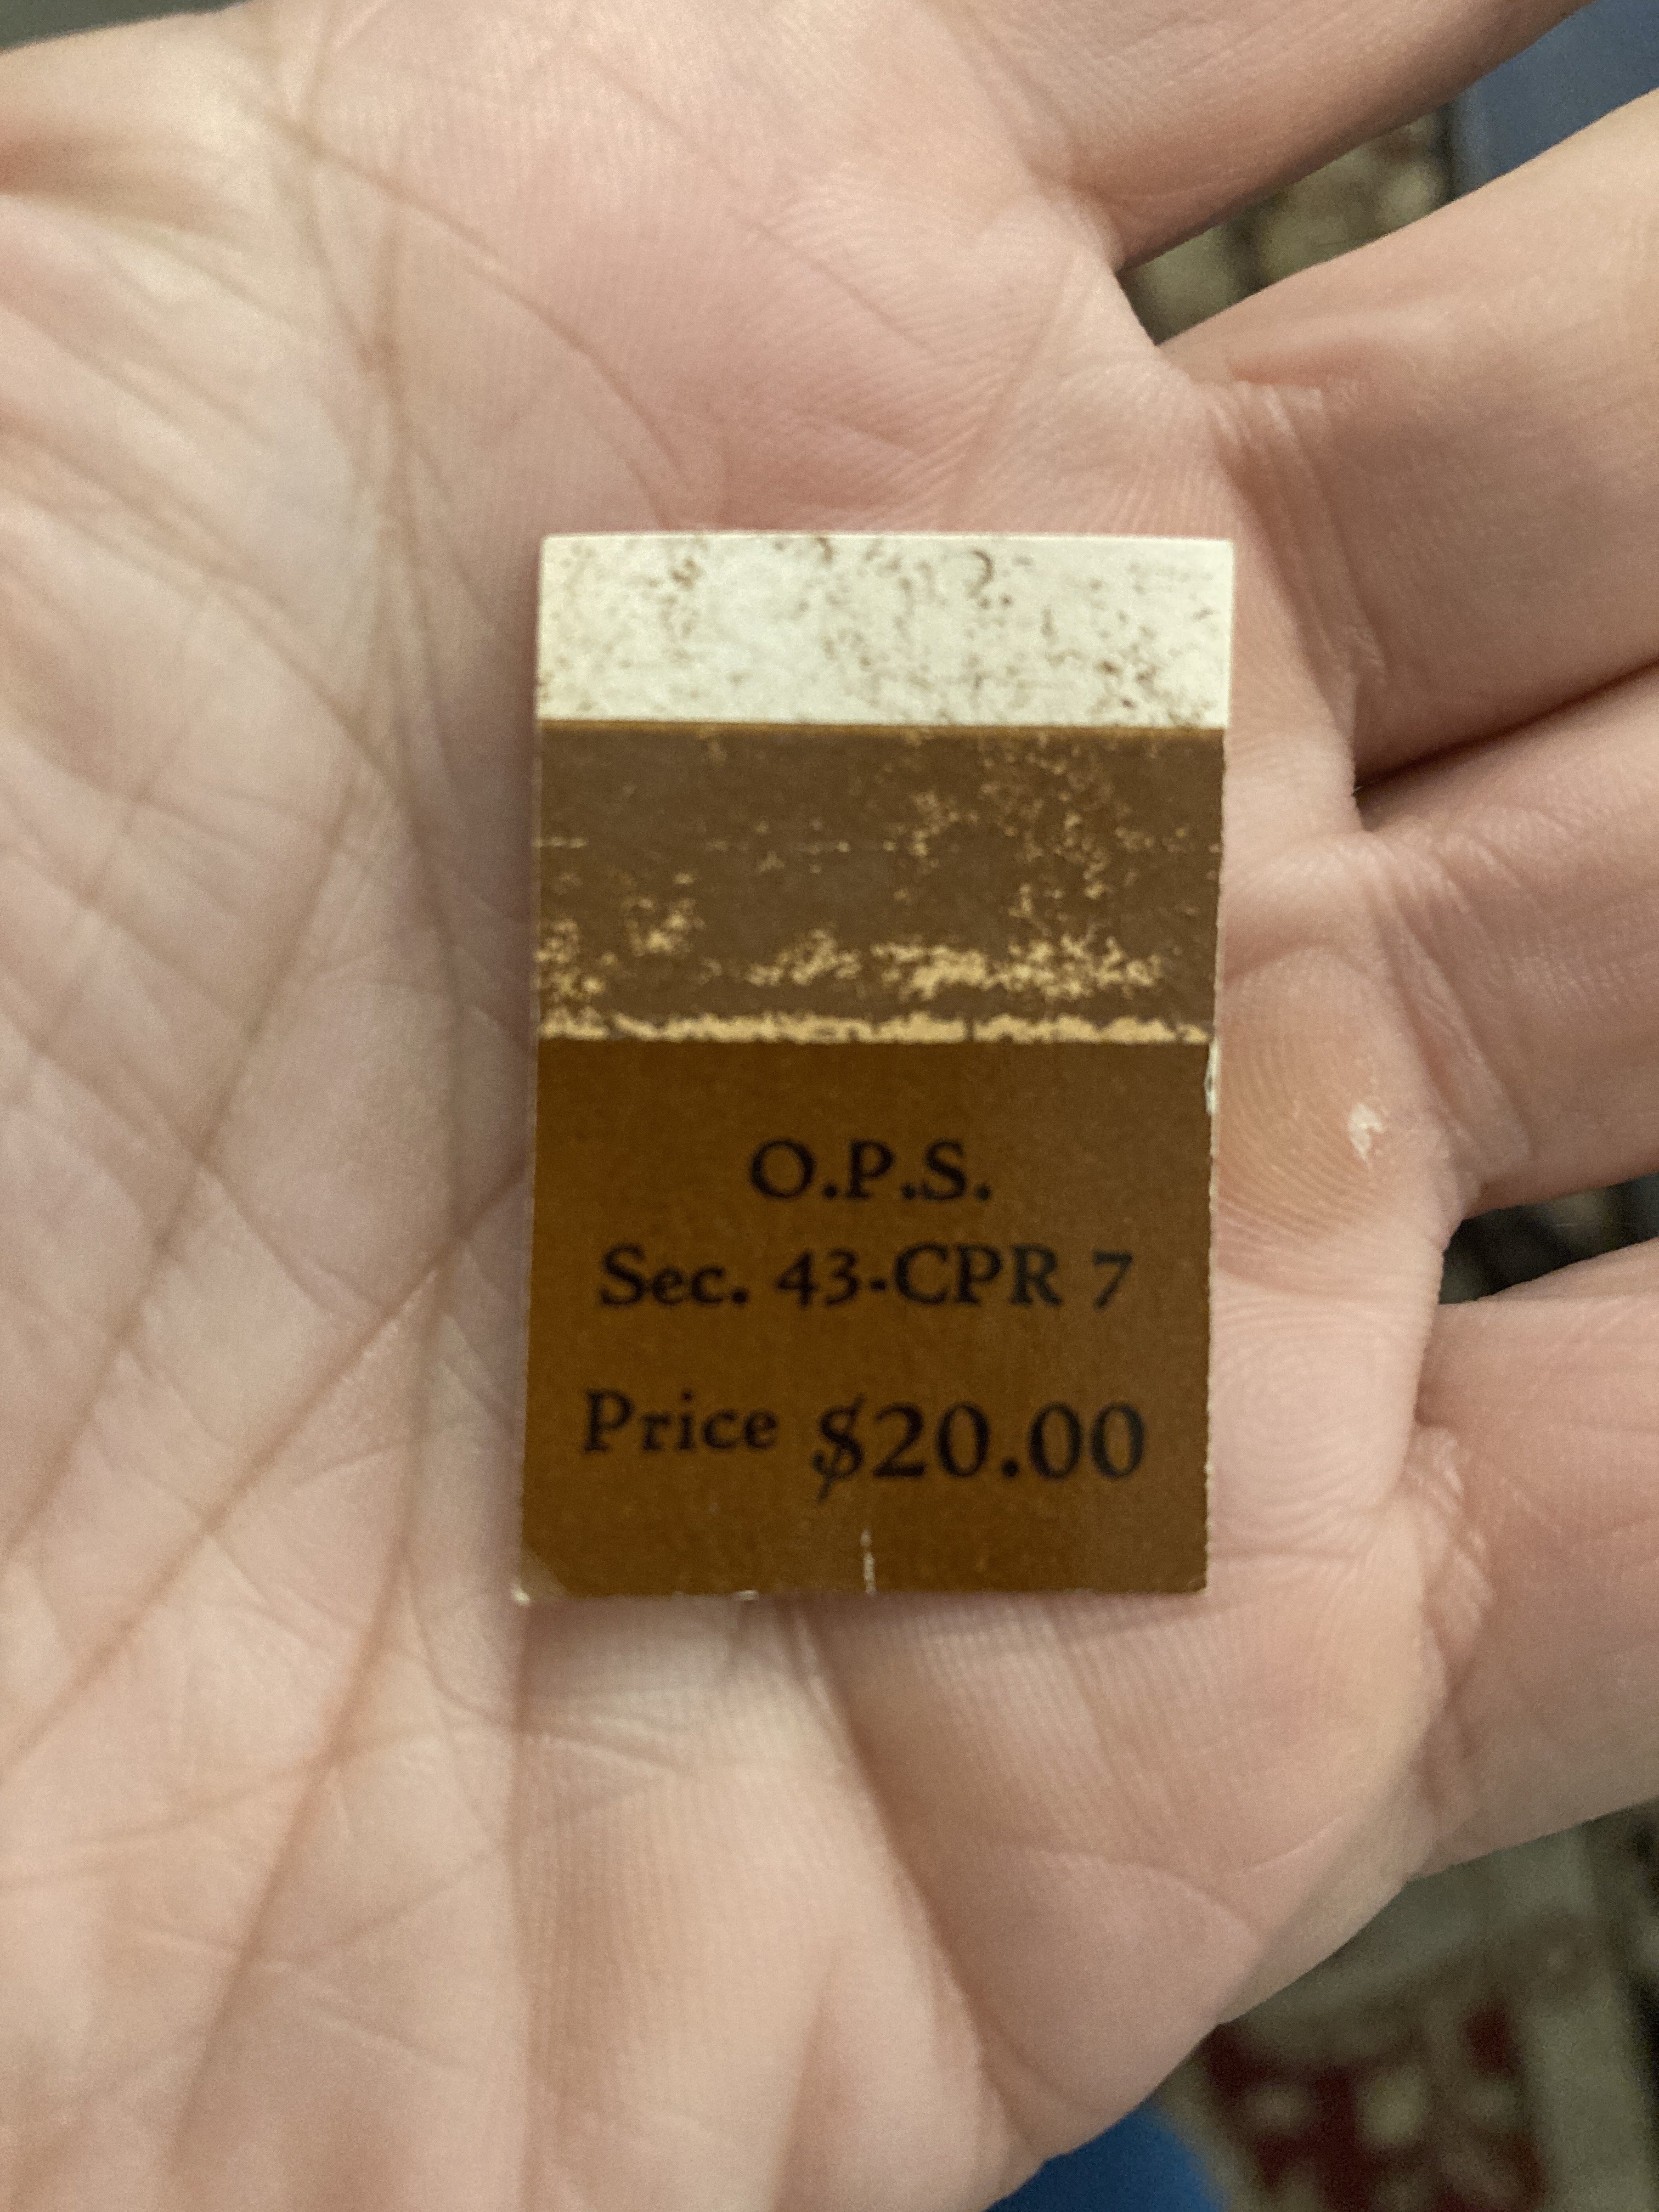 O.P.S.
Sec. 43-CPR 7
Price $20.00